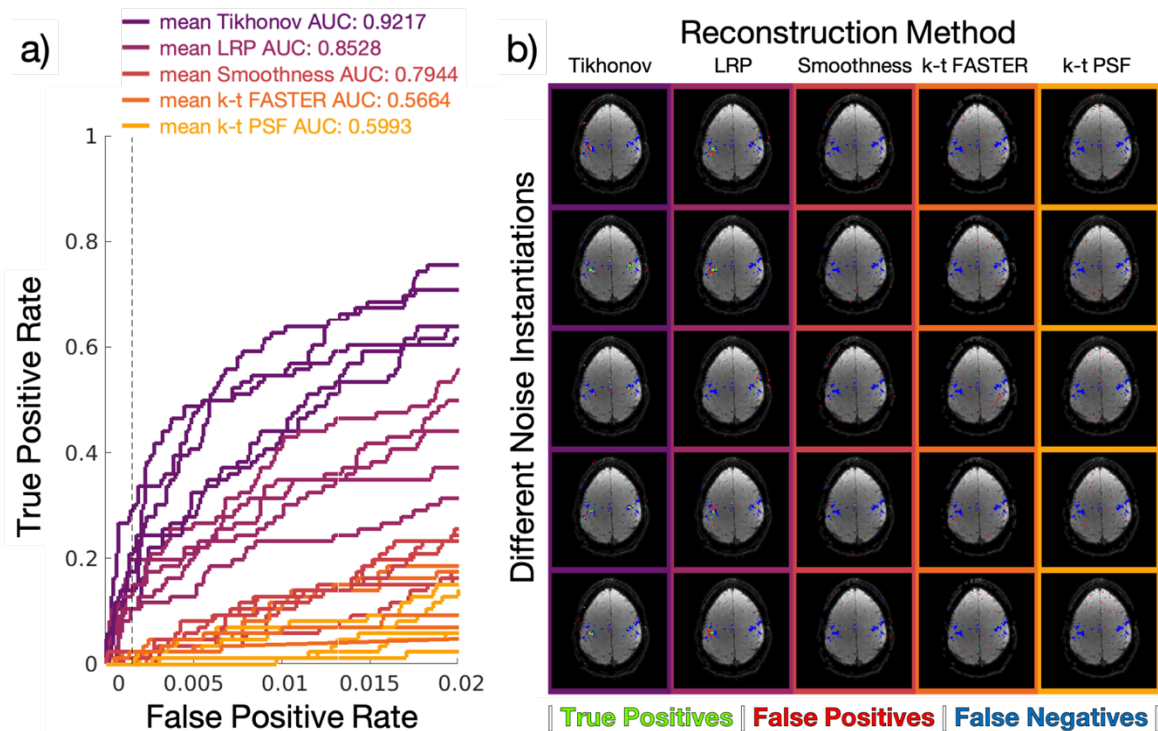 a)
mean Tikhonov AUC: 0.9217
mean LRP AUC: 0.8528
mean Smoothness AUC: 0.7944
mean k-t FASTER AUC: 0.5664
mean k-t PSF AUC: 0.5993
1
0.8
0.6
0.4
0.2
0
True Positive Rate
0
0.005
0.01
0.015
0.02
False Positive Rate
b)
Reconstruction Method
Tikhonov
LRP
Smoothness
k-t FASTER
k-t PSF
Different Noise Instantiations
True Positives
False Positives
False Negatives